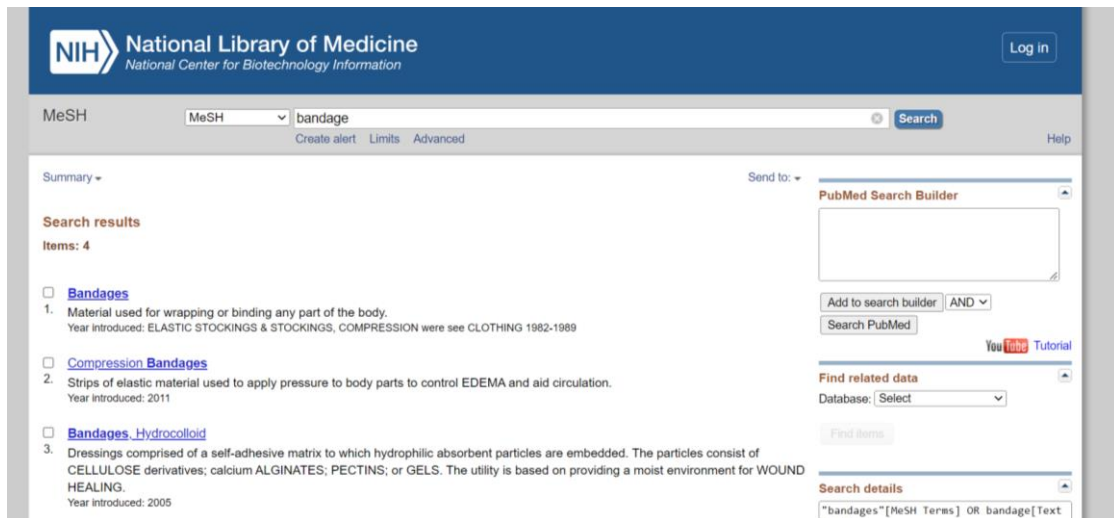 NIH National Library of Medicine
National Center for Biotechnology Information
Log in
MeSH
MeSH
bandage
Search
Create alert Limits Advanced
Help
Summary
Send to:
Search results
Items: 4
1. Bandages
Material used for wrapping or binding any part of the body.
Year introduced: ELASTIC STOCKINGS & STOCKINGS, COMPRESSION were see CLOTHING 1982-1989
2. Compression Bandages
Strips of elastic material used to apply pressure to body parts to control EDEMA and aid circulation.
Year introduced: 2011
3. Bandages, Hydrocolloid
Dressings comprised of a self-adhesive matrix to which hydrophilic absorbent particles are embedded. The particles consist of
CELLULOSE derivatives; calcium ALGINATES; PECTINS; or GELS. The utility is based on providing a moist environment for WOUND
HEALING.
Year introduced: 2005
PubMed Search Builder
Add to search builder AND
Search PubMed
YouTube Tutorial
Find related data
Database: Select
Find items
Search details
"bandages"[MeSH Terms] OR bandage[Text